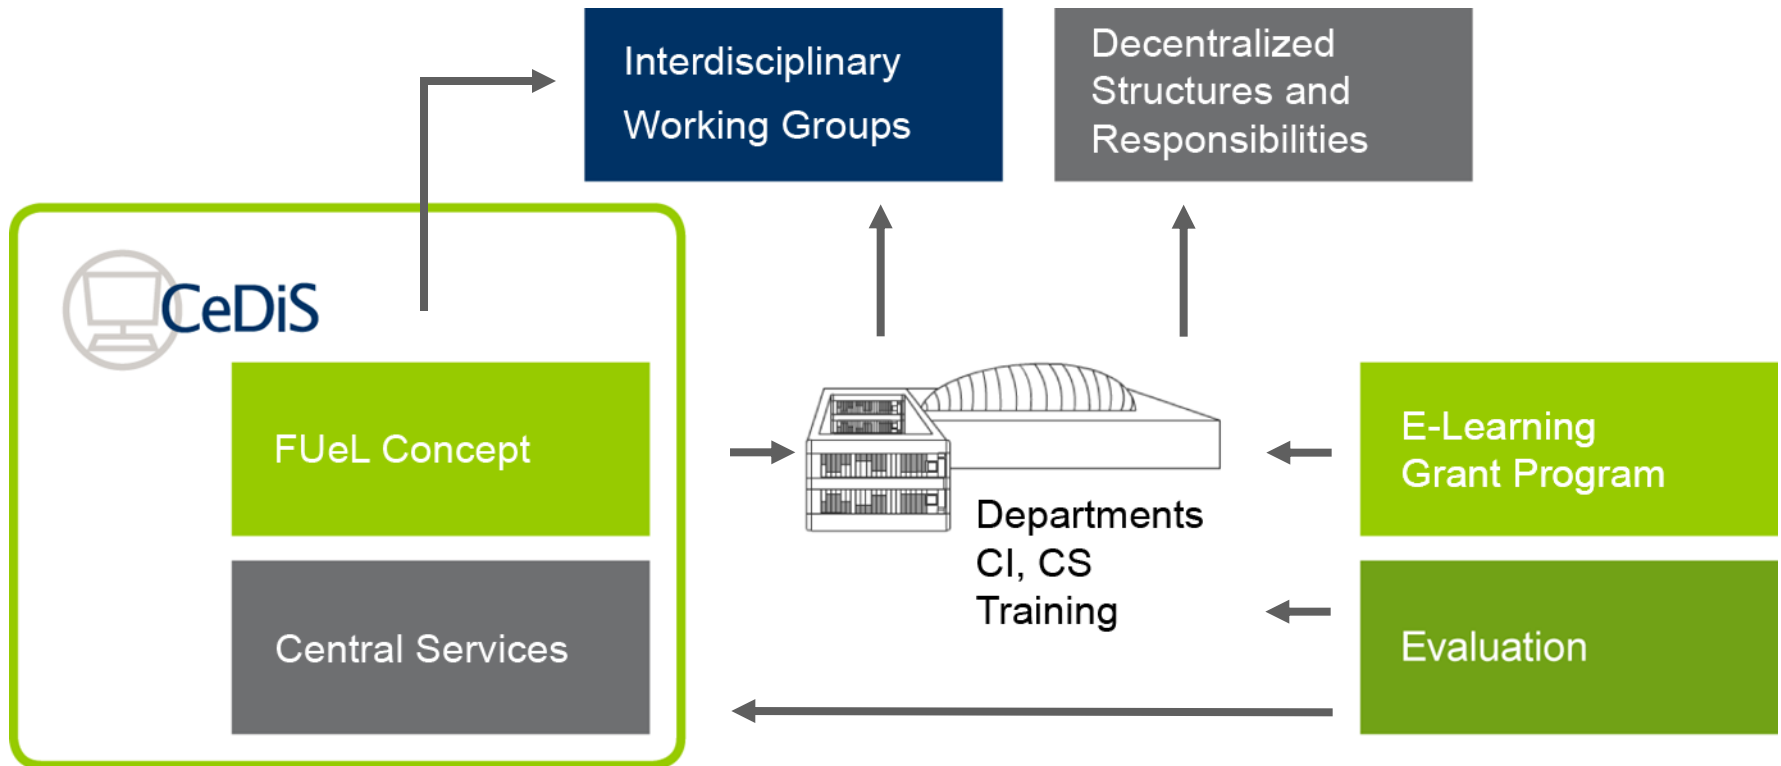 Interdisciplinary
Working Groups
Decentralized
Structures and
Responsibilities
CeDiS
FUeL Concept
Central Services
Departments
CI, CS
Training
E-Learning
Grant Program
Evaluation